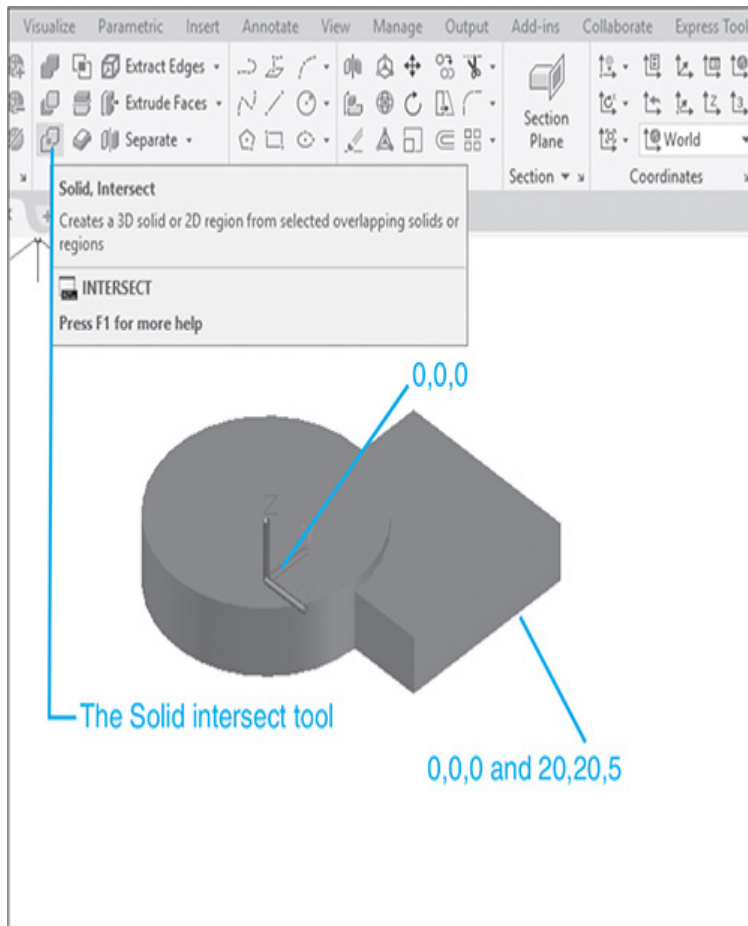 Visualize Parametric Insert Annotate View Manage Output Add-ins Collaborate Express Tool
Extract Edges
Extrude Faces
Separate
Section
Plane
World
Section
Coordinates
Solid, Intersect
Creates a 3D solid or 2D region from selected overlapping solids or
regions
INTERSECT
Press F1 for more help
0,0,0
Z
The Solid intersect tool
0,0,0 and 20,20,5